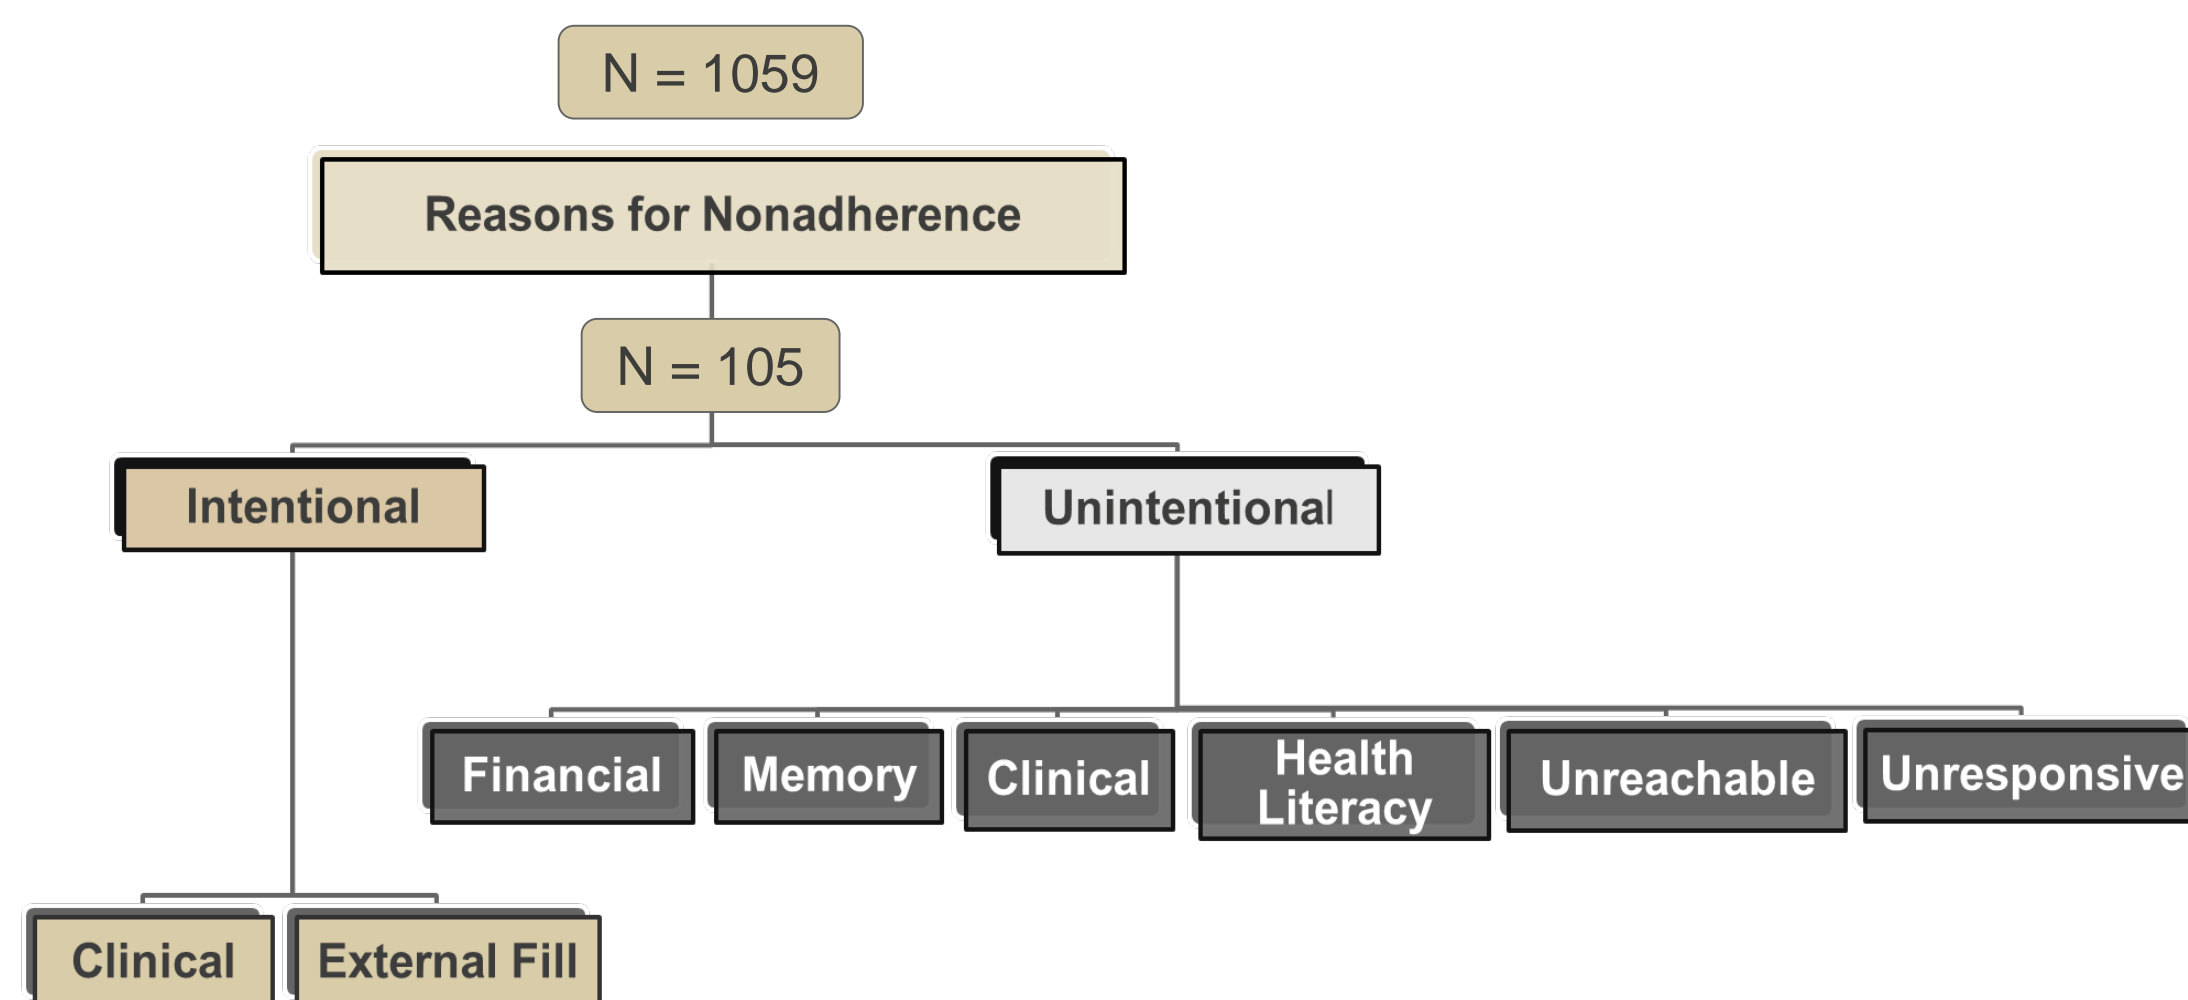 N = 1059
Reasons for Nonadherence
N = 105
Intentional
Unintentional
Financial
Memory
Clinical
Health
Literacy
Unreachable
Unresponsive
Clinical
External Fill